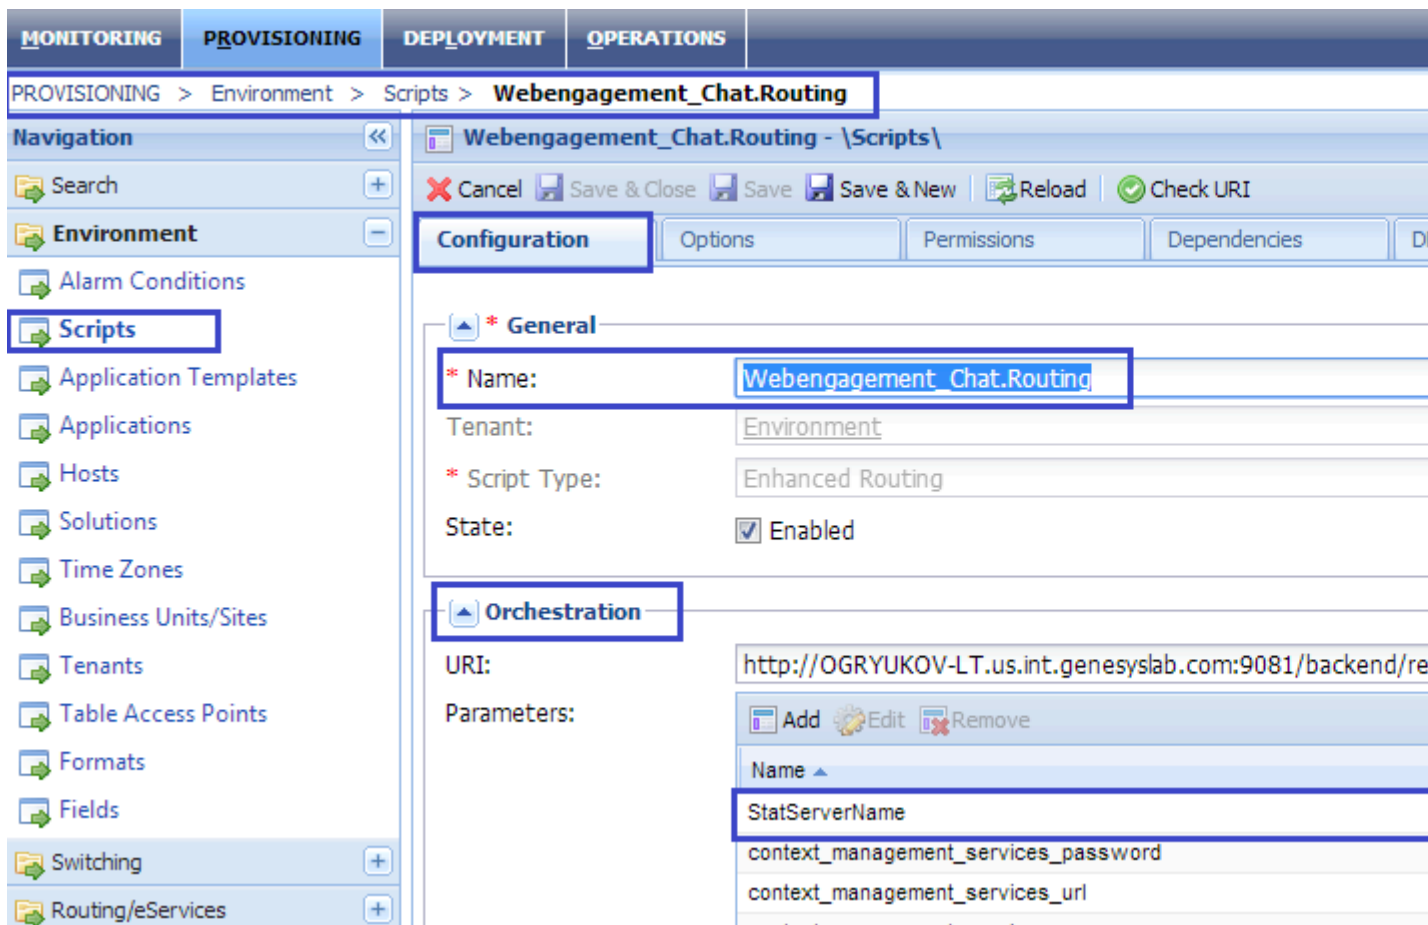 MONITORING PROVISIONING DEPLOYMENT OPERATIONS
PROVISIONING > Environment > Scripts > Webengagement_Chat.Routing
Navigation
Search
Environment
Alarm Conditions
Scripts
Application Templates
Applications
Hosts
Solutions
Time Zones
Business Units/Sites
Tenants
Table Access Points
Formats
Fields
Switching
Routing/eServices
Webengagement_Chat.Routing - \Scripts\
Cancel Save & Close Save Save & New Reload Check URI
Configuration Options Permissions Dependencies
* General
* Name: Webengagement_Chat.Routing
Tenant: Environment
* Script Type: Enhanced Routing
State: Enabled
Orchestration
URI: http://OGRYUKOV-LT.us.int.genesyslab.com:9081/backend/re
Parameters: Add Edit Remove
Name
StatServerName
context_management_services_password
context_management_services_url